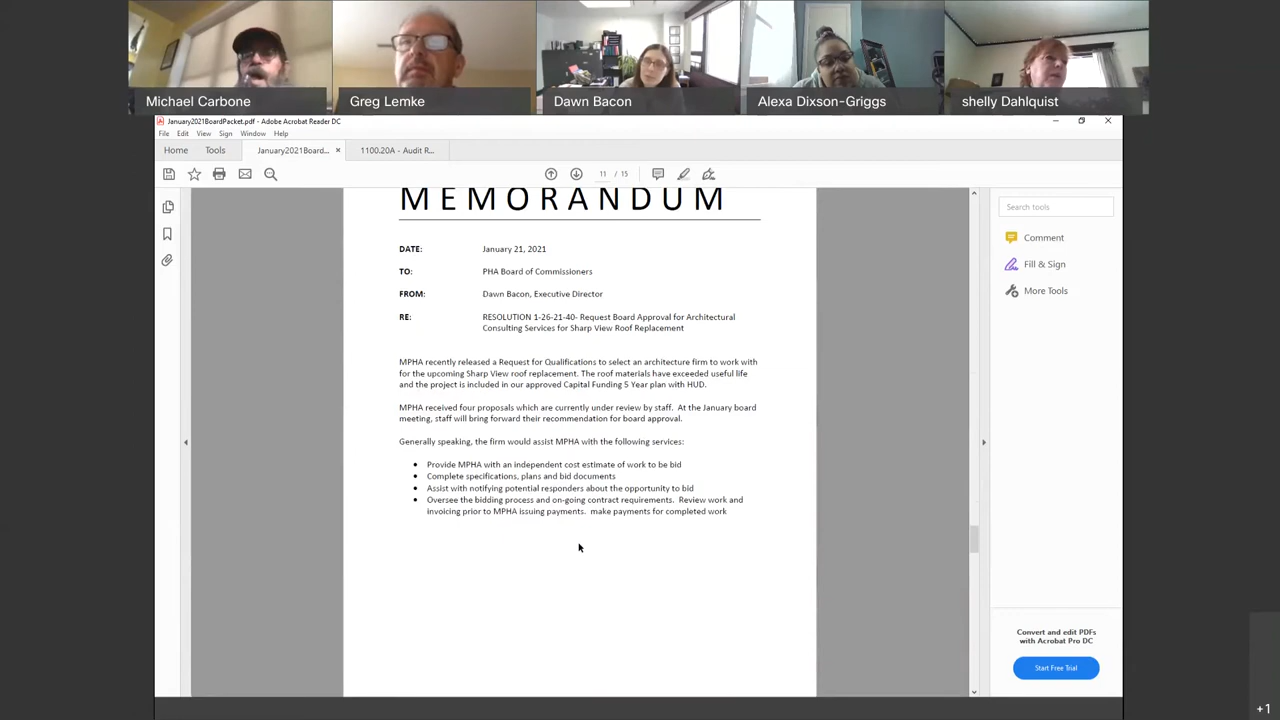 Michael Carbone
Greg Lemke
Dawn Bacon
Alexa Dixson-Griggs
shelly Dahlquist
January2021BoardPacket.pdf - Adobe Acrobat Reader DC
File Edit View Sign Window Help
Home Tools January2021Board... × 1100.20A - Audit R...
11 / 15
Search tools
Comment
Fill & Sign
More Tools
MEMORANDUM
DATE: January 21, 2021
TO: PHA Board of Commissioners
FROM: Dawn Bacon, Executive Director
RE: RESOLUTION 1-26-21-40- Request Board Approval for Architectural
Consulting Services for Sharp View Roof Replacement
MPHA recently released a Request for Qualifications to select an architecture firm to work with
for the upcoming Sharp View roof replacement. The roof materials have exceeded useful life
and the project is included in our approved Capital Funding 5 Year plan with HUD.
MPHA received four proposals which are currently under review by staff. At the January board
meeting, staff will bring forward their recommendation for board approval.
Generally speaking, the firm would assist MPHA with the following services:
• Provide MPHA with an independent cost estimate of work to be bid
• Complete specifications, plans and bid documents
• Assist with notifying potential responders about the opportunity to bid
• Oversee the bidding process and on-going contract requirements. Review work and
invoicing prior to MPHA issuing payments. make payments for completed work
Convert and edit PDFs
with Acrobat Pro DC
Start Free Trial
+1